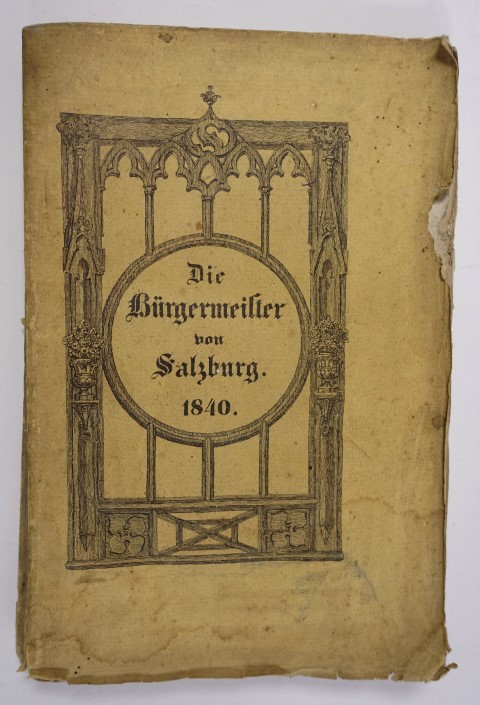 Die
Bürgermeiſter
von
Salzburg.
1840.